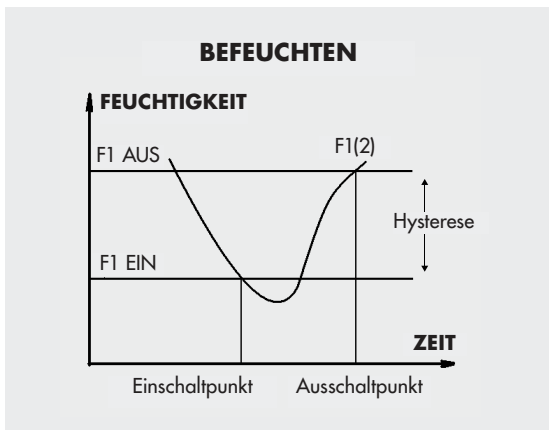 BEFEUCHTEN
FEUCHTIGKEIT
F1 AUS
F1(2)
Hysterese
F1 EIN
ZEIT
Einschaltpunkt
Ausschaltpunkt